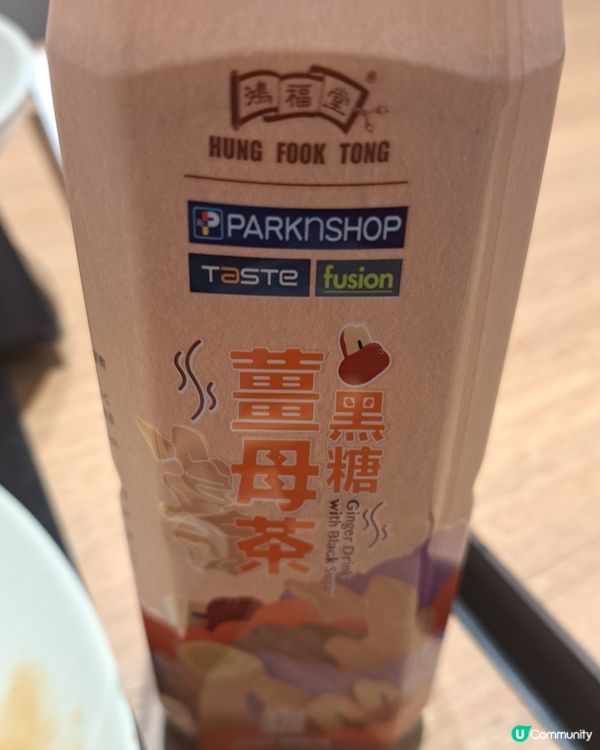 鴻福堂
®
HUNG FOOK TONG
PARKNSHOP
TaSTe fusion
黑糖
薑母茶
Ginger Drink
with Black Sugar
U Community